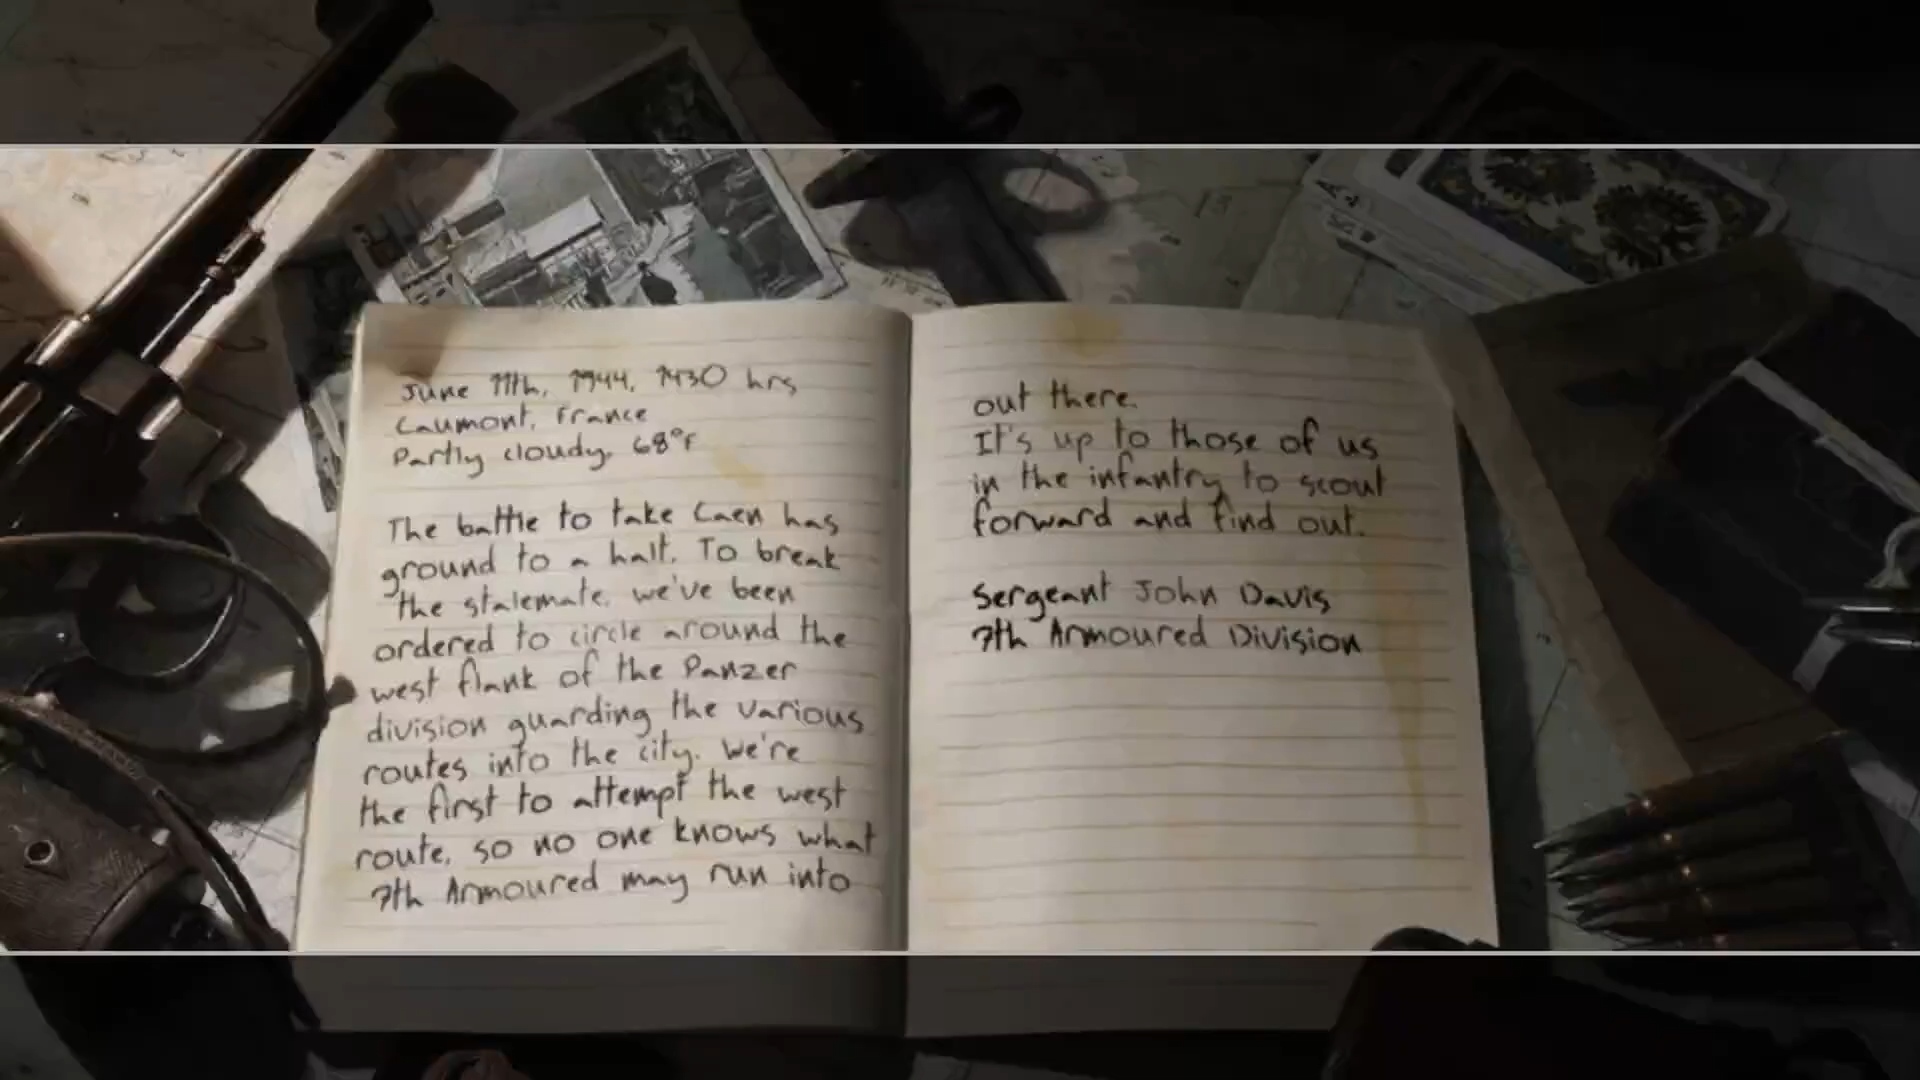 June 11th, 1944, 1430 hrs
Caumont, France
Partly cloudy, 68°F
The battle to take Caen has
ground to a halt. To break
the stalemate, we've been
ordered to circle around the
west flank of the Panzer
division guarding the various
routes into the city. We're
the first to attempt the west
route, so no one knows what
7th Armoured may run into
out there.
It's up to those of us
in the infantry to scout
forward and find out.
Sergeant John Davis
7th Armoured Division